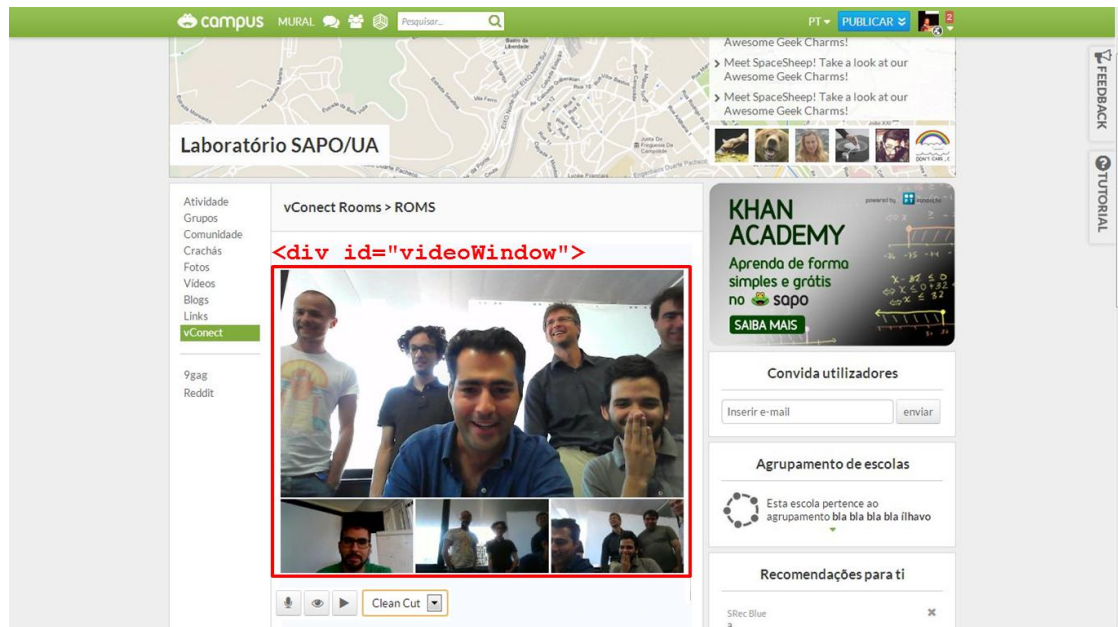 campus MURAL Pesquisar... PT PUBLICAR 2
Awesome Geek Charms!
Meet SpaceSheep! Take a look at our
Awesome Geek Charms!
Meet SpaceSheep! Take a look at our
Awesome Geek Charms!
Laboratório SAPO/UA
DON'T CARE
FEEDBACK
TUTORIAL
Atividade
Grupos
Comunidade
Crachás
Fotos
Vídeos
Blogs
Links
vConect
9gag
Reddit
vConect Rooms > ROMS
<div id="videoWindow">
Clean Cut
powered by
KHAN
ACADEMY
Aprenda de forma
simples e grátis
no sapo
SAIBA MAIS
Convida utilizadores
Inserir e-mail enviar
Agrupamento de escolas
Esta escola pertence ao
agrupamento bla bla bla bla ílhavo
Recomendações para ti
SRec Blue
a